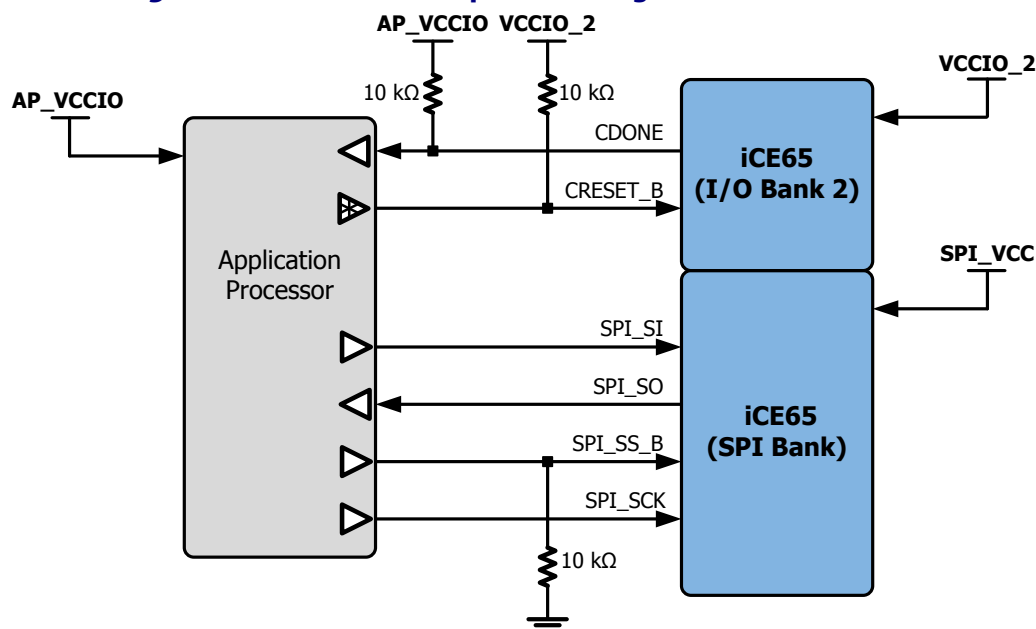 AP_VCCIO VCCIO_2
10 kΩ
10 kΩ
VCCIO_2
AP_VCCIO
CDONE
iCE65
(I/O Bank 2)
CRESET_B
Application
Processor
SPI_VCC
SPI_SI
SPI_SO
iCE65
(SPI Bank)
SPI_SS_B
SPI_SCK
10 kΩ